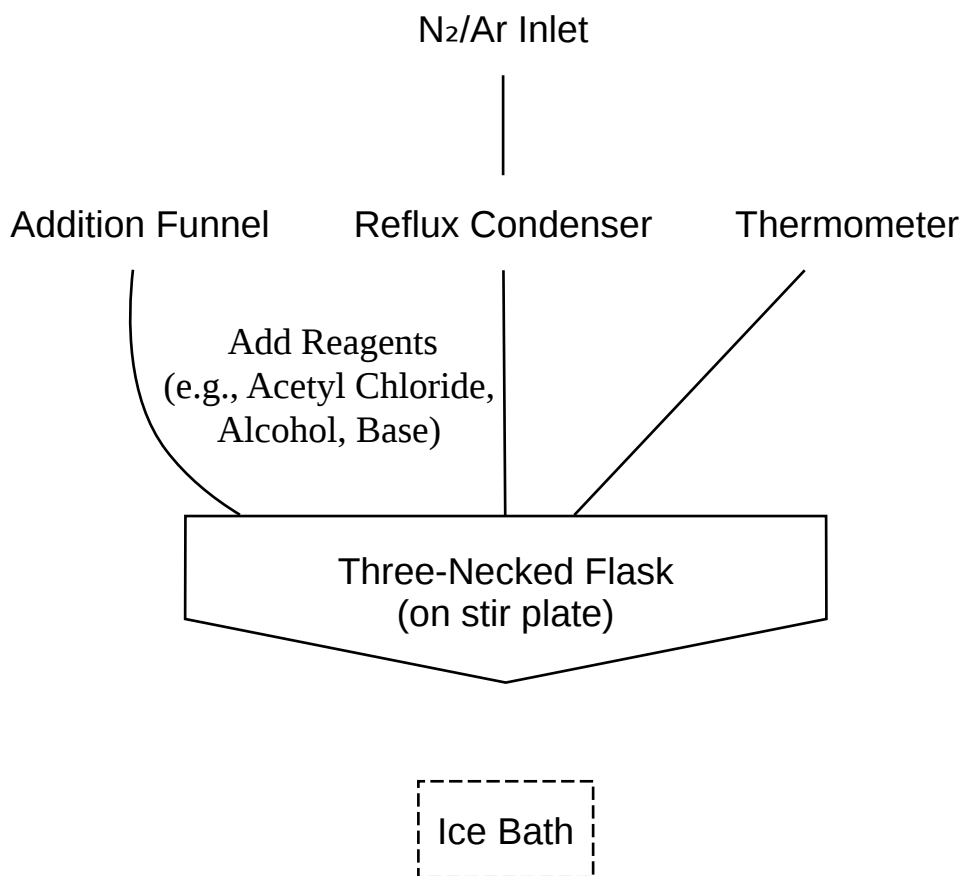 N₂/Ar Inlet
Addition Funnel
Reflux Condenser
Thermometer
Add Reagents
(e.g., Acetyl Chloride,
Alcohol, Base)
Three-Necked Flask
(on stir plate)
Ice Bath